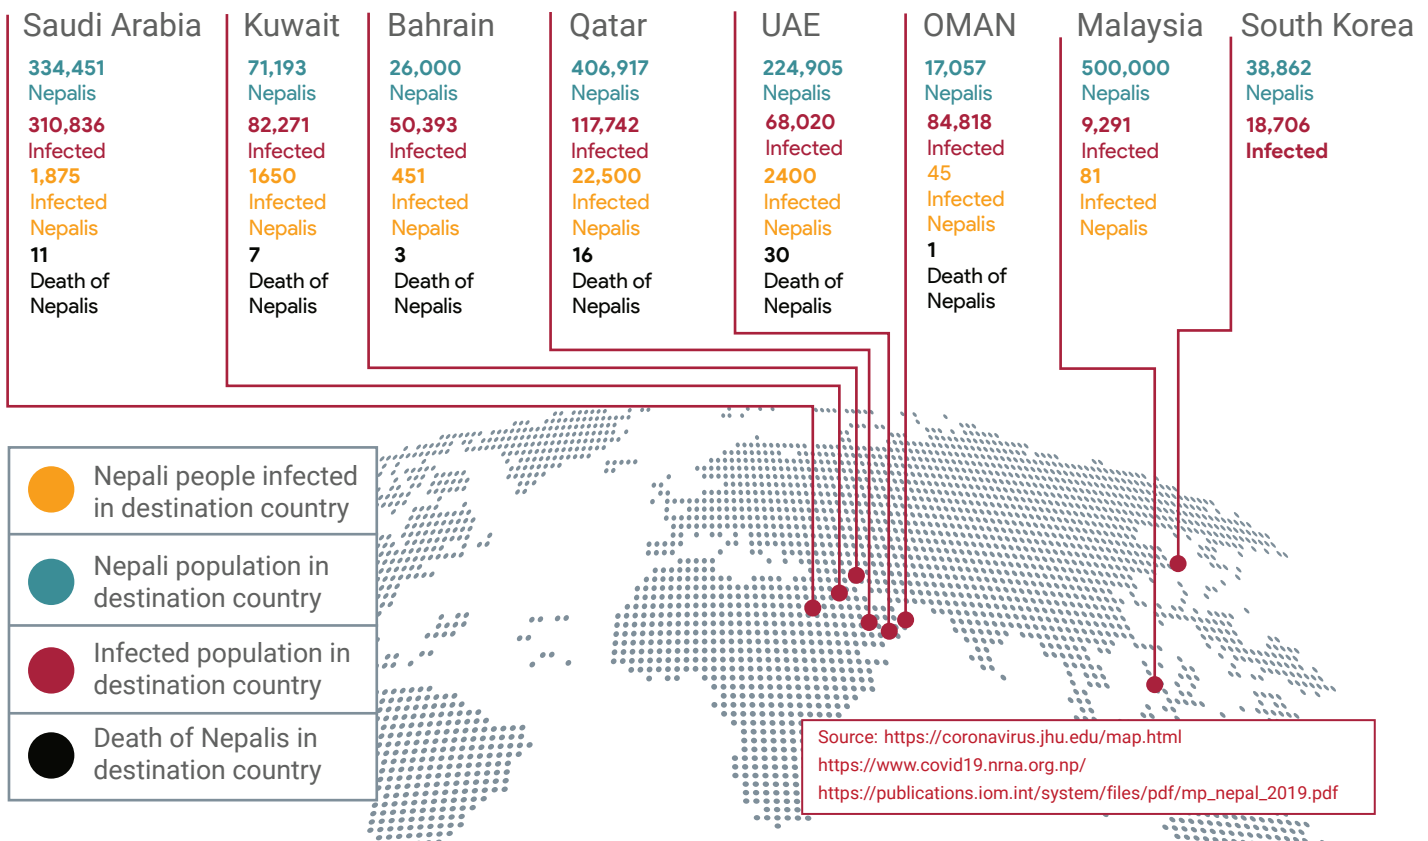 Saudi Arabia
334,451
Nepalis
310,836
Infected
1,875
Infected
Nepalis
11
Death of
Nepalis
Kuwait
71,193
Nepalis
82,271
Infected
1650
Infected
Nepalis
7
Death of
Nepalis
Bahrain
26,000
Nepalis
50,393
Infected
451
Infected
Nepalis
3
Death of
Nepalis
Qatar
406,917
Nepalis
117,742
Infected
22,500
Infected
Nepalis
16
Death of
Nepalis
UAE
224,905
Nepalis
68,020
Infected
2400
Infected
Nepalis
30
Death of
Nepalis
OMAN
17,057
Nepalis
84,818
Infected
45
Infected
Nepalis
1
Death of
Nepalis
Malaysia
500,000
Nepalis
9,291
Infected
81
Infected
Nepalis
South Korea
38,862
Nepalis
18,706
Infected
Nepali people infected
in destination country
Nepali population in
destination country
Infected population in
destination country
Death of Nepalis in
destination country
Source: https://coronavirus.jhu.edu/map.html
https://www.covid19.nrna.org.np/
https://publications.iom.int/system/files/pdf/mp_nepal_2019.pdf